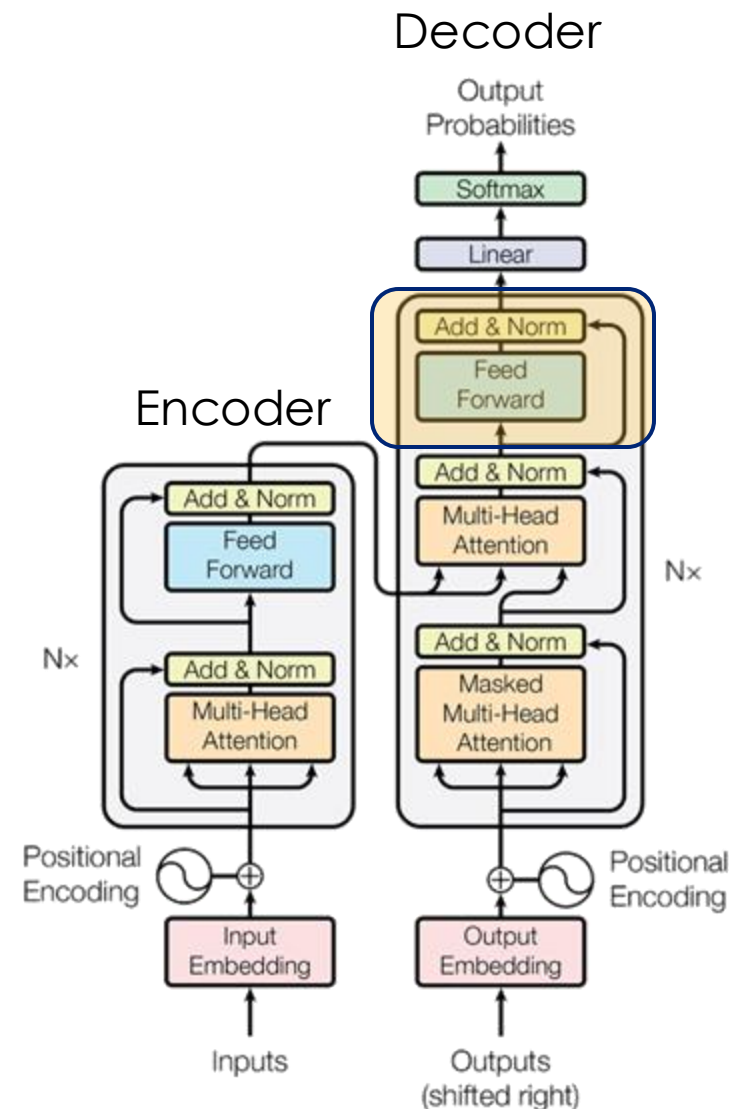 Decoder
Output
Probabilities
Softmax
Linear
Add & Norm
Feed
Forward
Add & Norm
Multi-Head
Attention
Nx
Add & Norm
Masked
Multi-Head
Attention
Positional
Encoding
Output
Embedding
Outputs
(shifted right)
Encoder
Add & Norm
Feed
Forward
Nx
Add & Norm
Multi-Head
Attention
Positional
Encoding
Input
Embedding
Inputs